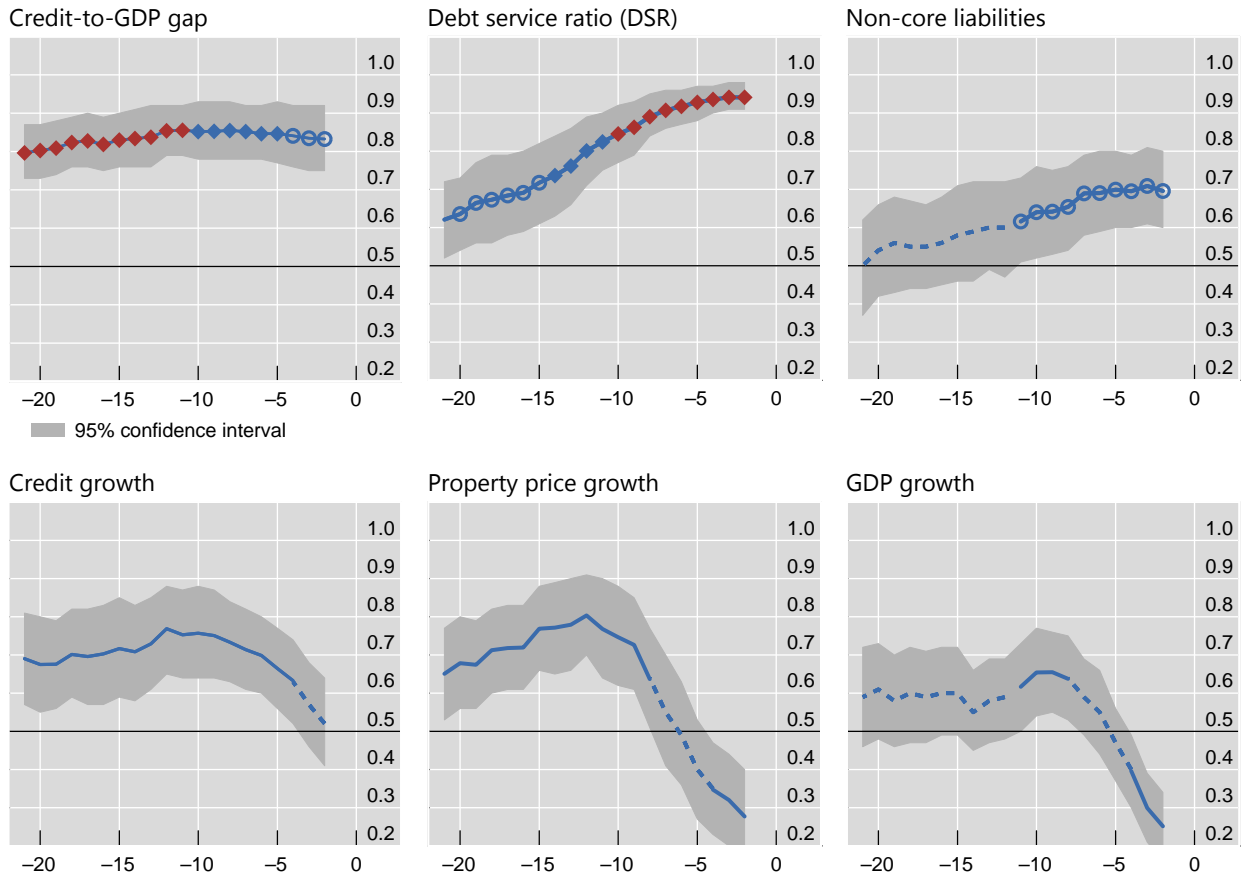 Credit-to-GDP gap
Debt service ratio (DSR)
Non-core liabilities
1.0 1.0 1.0
0.9 0.9 0.9
0.8 0.8 0.8
0.7 0.7 0.7
0.6 0.6 0.6
0.5 0.5 0.5
0.4 0.4 0.4
0.3 0.3 0.3
0.2 0.2 0.2
–20 –15 –10 –5 0 –20 –15 –10 –5 0 –20 –15 –10 –5 0
95% confidence interval
Credit growth
Property price growth
GDP growth
1.0 1.0 1.0
0.9 0.9 0.9
0.8 0.8 0.8
0.7 0.7 0.7
0.6 0.6 0.6
0.5 0.5 0.5
0.4 0.4 0.4
0.3 0.3 0.3
0.2 0.2 0.2
–20 –15 –10 –5 0 –20 –15 –10 –5 0 –20 –15 –10 –5 0